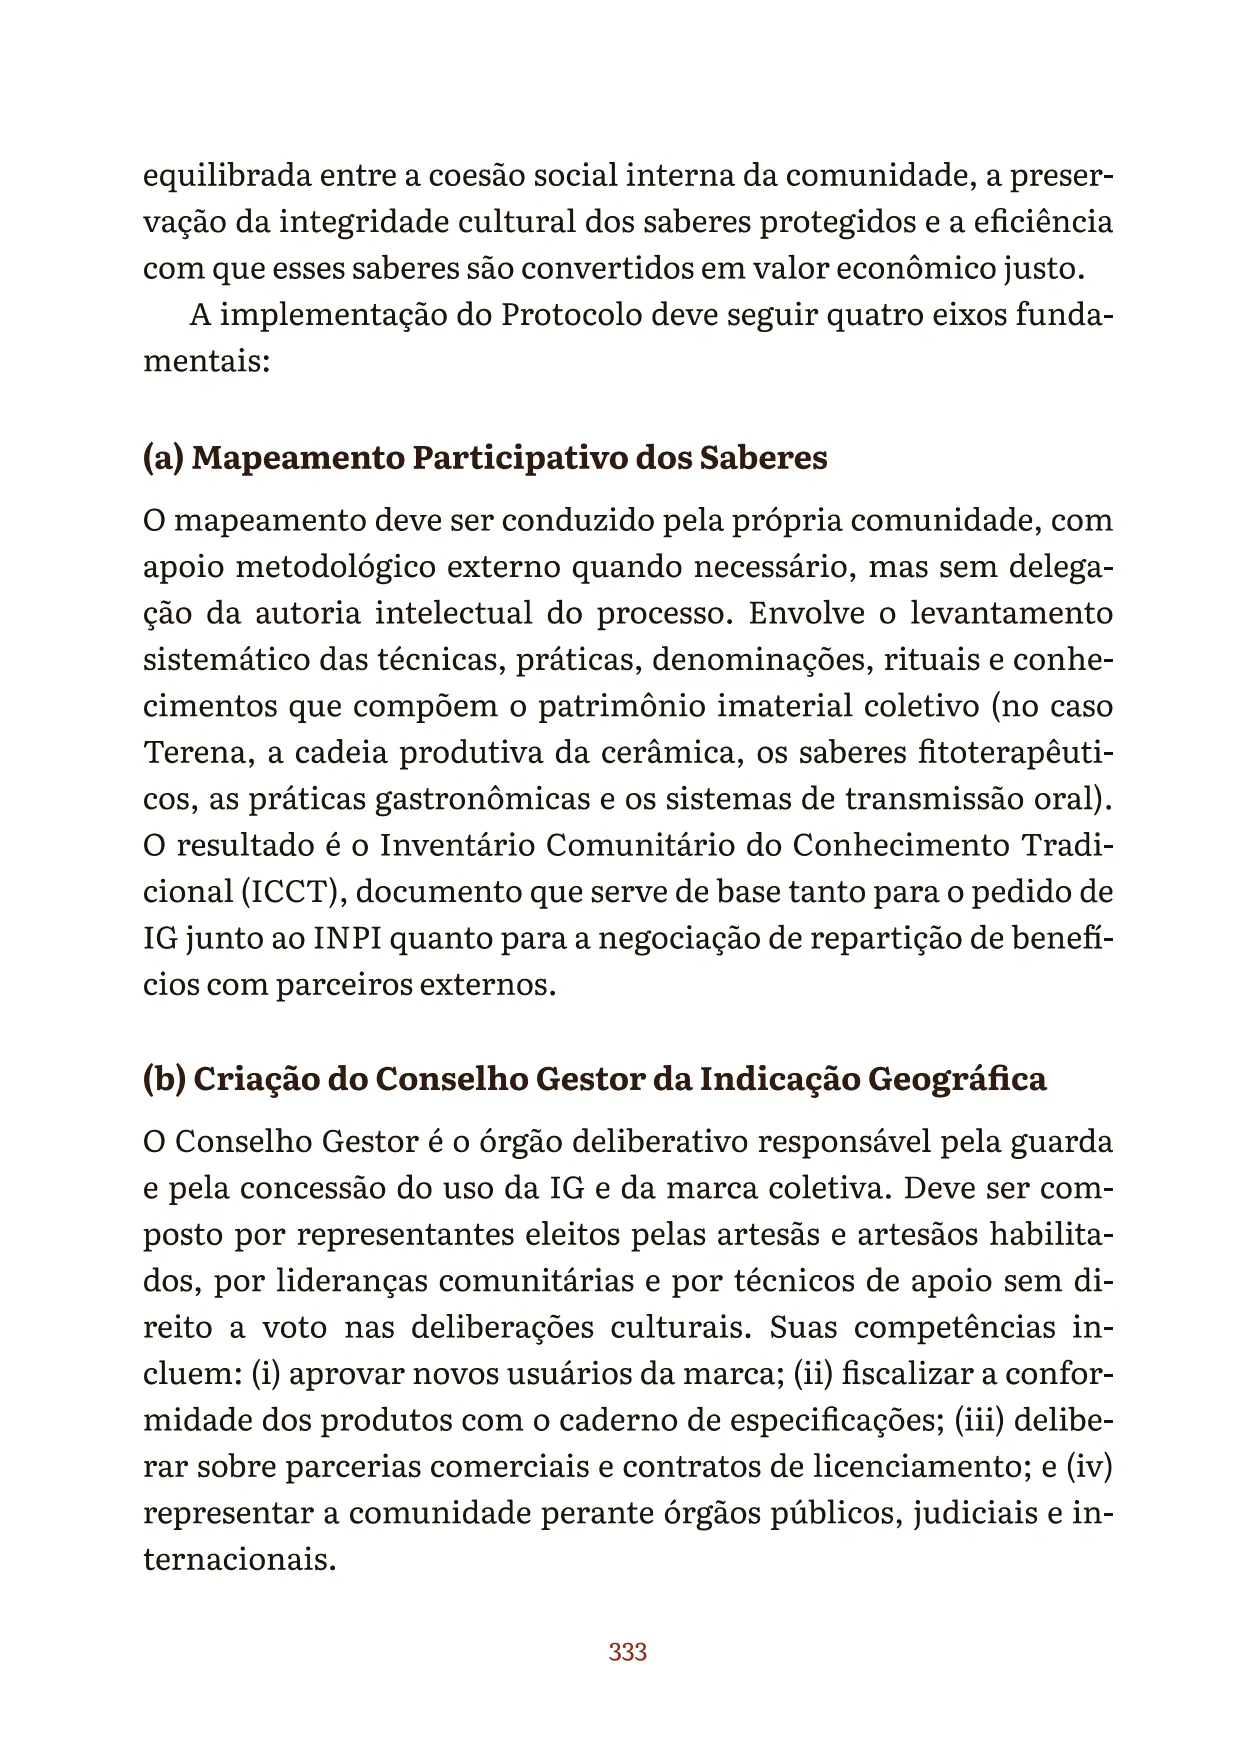 equilibrada entre a coesão social interna da comunidade, a preser-
vação da integridade cultural dos saberes protegidos e a eficiência
com que esses saberes são convertidos em valor econômico justo.
A implementação do Protocolo deve seguir quatro eixos funda-
mentais:
(a) Mapeamento Participativo dos Saberes
O mapeamento deve ser conduzido pela própria comunidade, com
apoio metodológico externo quando necessário, mas sem delega-
ção da autoria intelectual do processo. Envolve o levantamento
sistemático das técnicas, práticas, denominações, rituais e conhe-
cimentos que compõem o patrimônio imaterial coletivo (no caso
Terena, a cadeia produtiva da cerâmica, os saberes fitoterapêuti-
cos, as práticas gastronômicas e os sistemas de transmissão oral).
O resultado é o Inventário Comunitário do Conhecimento Tradi-
cional (ICCT), documento que serve de base tanto para o pedido de
IG junto ao INPI quanto para a negociação de repartição de benefí-
cios com parceiros externos.
(b) Criação do Conselho Gestor da Indicação Geográfica
O Conselho Gestor é o órgão deliberativo responsável pela guarda
e pela concessão do uso da IG e da marca coletiva. Deve ser com-
posto por representantes eleitos pelas artesãs e artesãos habilita-
dos, por lideranças comunitárias e por técnicos de apoio sem di-
reito a voto nas deliberações culturais. Suas competências in-
cluem: (i) aprovar novos usuários da marca; (ii) fiscalizar a confor-
midade dos produtos com o caderno de especificações; (iii) delibe-
rar sobre parcerias comerciais e contratos de licenciamento; e (iv)
representar a comunidade perante órgãos públicos, judiciais e in-
ternacionais.
333